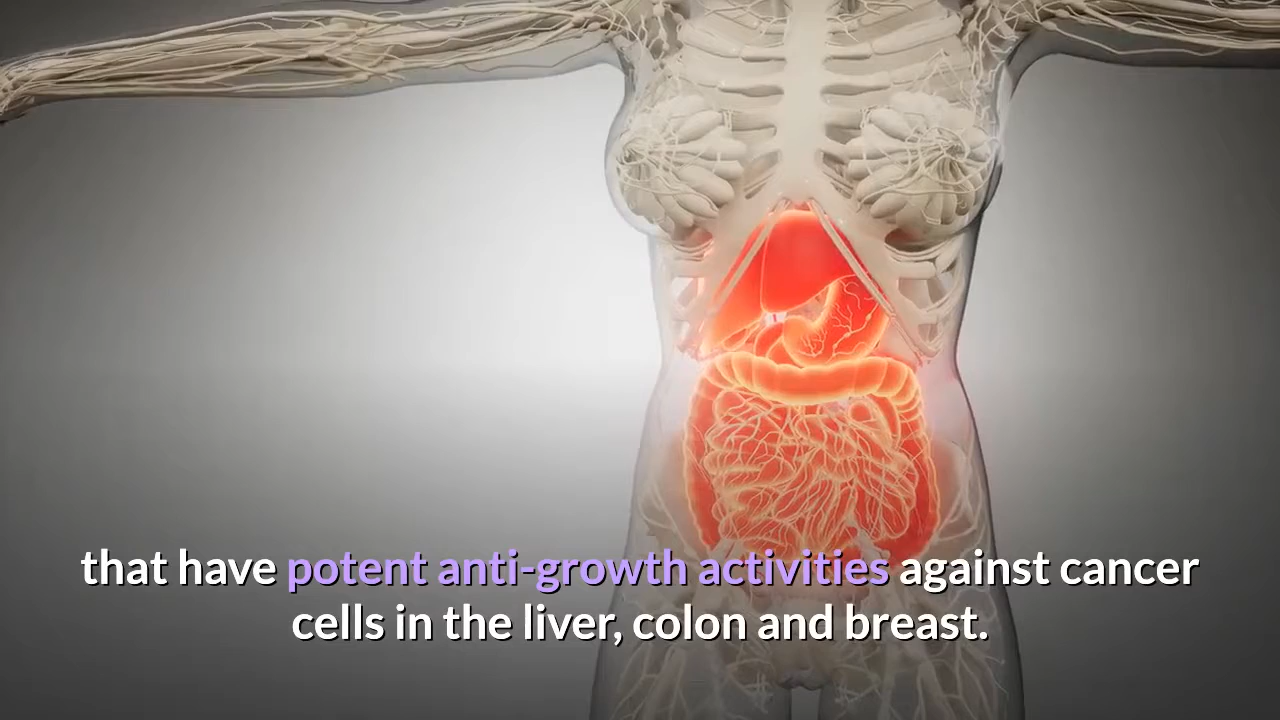 that have potent anti-growth activities against cancer
cells in the liver, colon and breast.